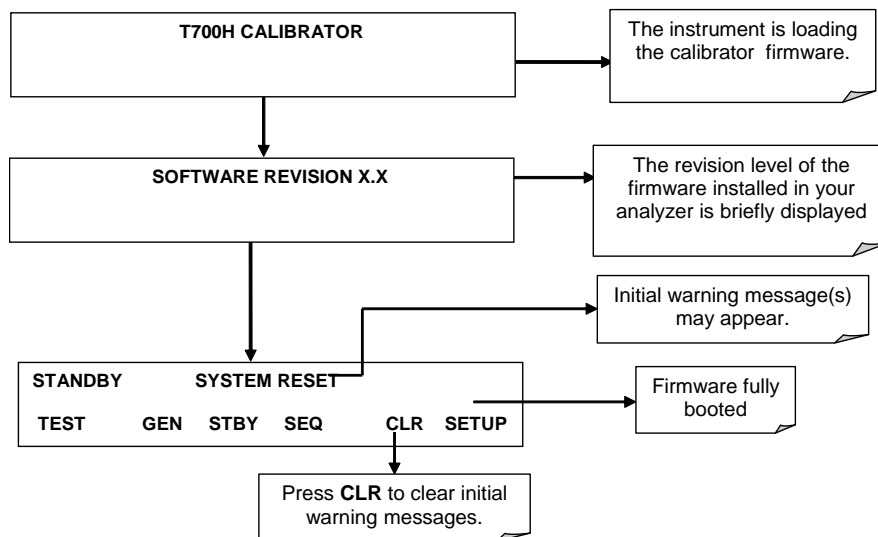 T700H CALIBRATOR
The instrument is loading
the calibrator firmware.
SOFTWARE REVISION X.X
The revision level of the
firmware installed in your
analyzer is briefly displayed
Initial warning message(s)
may appear.
STANDBY SYSTEM RESET
TEST GEN STBY SEQ CLR SETUP
Firmware fully
booted
Press CLR to clear initial
warning messages.